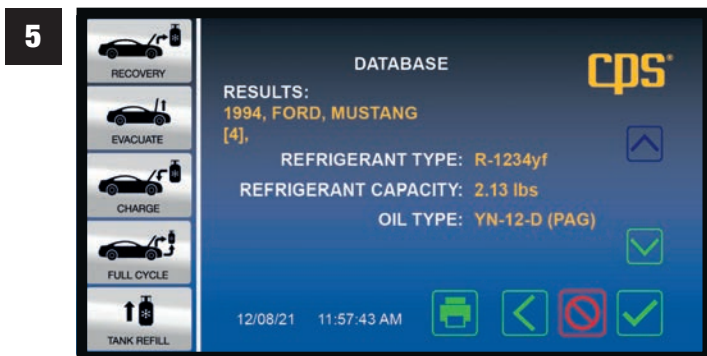 5
RECOVERY
EVACUATE
CHARGE
FULL CYCLE
TANK REFILL
DATABASE
cps®
RESULTS:
1994, FORD, MUSTANG
[4],
REFRIGERANT TYPE: R-1234yf
REFRIGERANT CAPACITY: 2.13 lbs
OIL TYPE: YN-12-D (PAG)
12/08/21 11:57:43 AM